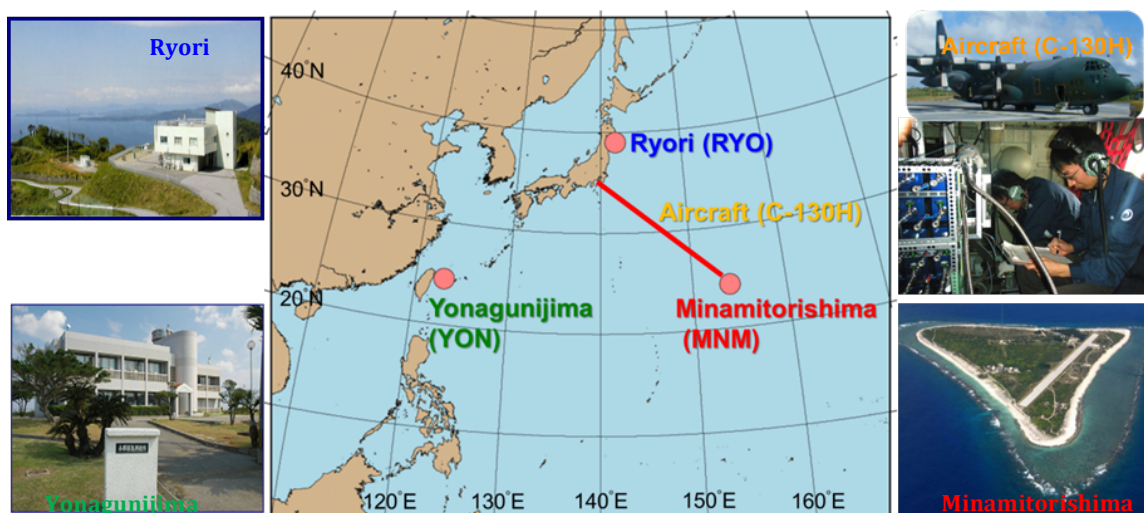 Ryori
Aircraft (C-130H)
40°N
30°N
20°N
Ryori (RYO)
Aircraft (C-130H)
Yonagunijima
(YON)
Minamitorishima
(MNM)
120°E
130°E
140°E
150°E
160°E
Yonagunijima
Minamitorishima